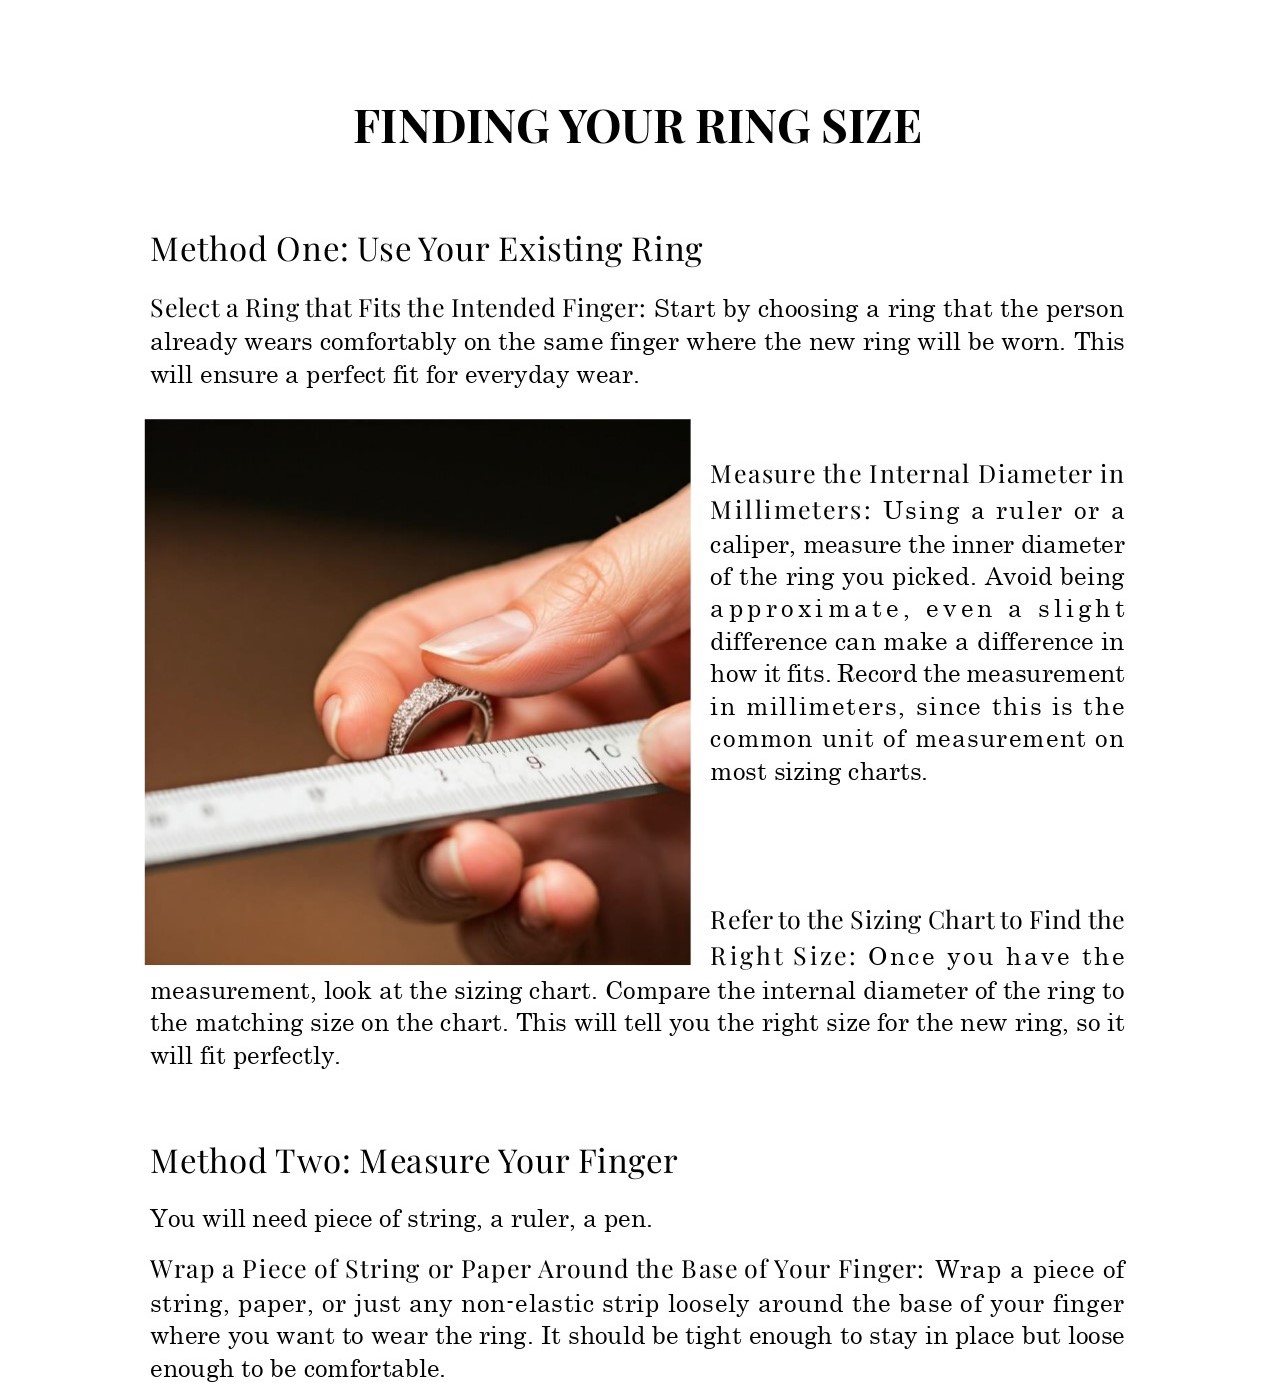 FINDING YOUR RING SIZE
Method One: Use Your Existing Ring
Select a Ring that Fits the Intended Finger: Start by choosing a ring that the person
already wears comfortably on the same finger where the new ring will be worn. This
will ensure a perfect fit for everyday wear.
Measure the Internal Diameter in
Millimeters: Using a ruler or a
caliper, measure the inner diameter
of the ring you picked. Avoid being
approximate, even a slight
difference can make a difference in
how it fits. Record the measurement
in millimeters, since this is the
common unit of measurement on
most sizing charts.
9 10
Refer to the Sizing Chart to Find the
Right Size: Once you have the
measurement, look at the sizing chart. Compare the internal diameter of the ring to
the matching size on the chart. This will tell you the right size for the new ring, so it
will fit perfectly.
Method Two: Measure Your Finger
You will need piece of string, a ruler, a pen.
Wrap a Piece of String or Paper Around the Base of Your Finger: Wrap a piece of
string, paper, or just any non-elastic strip loosely around the base of your finger
where you want to wear the ring. It should be tight enough to stay in place but loose
enough to be comfortable.